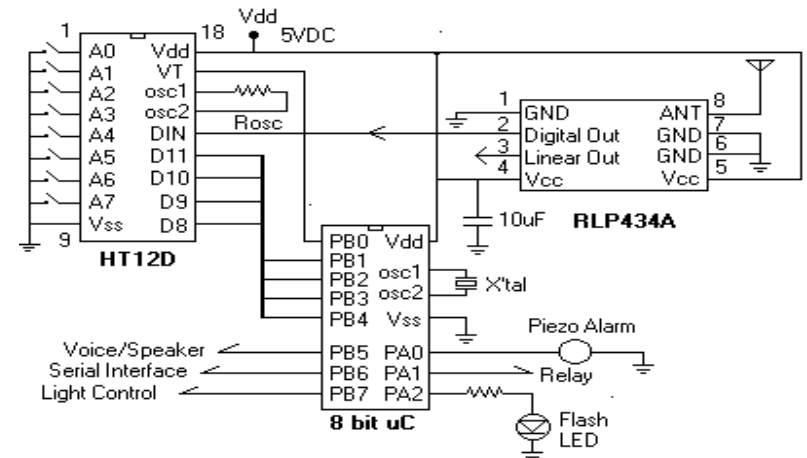 Vdd
1 18 5VDC
A0 Vdd
A1 VT
A2 osc1
A3 osc2 Rosc
A4 DIN
A5 D11
A6 D10
A7 D9
Vss D8
9
HT12D
1 GND ANT 8
2 Digital Out GND 7
3 Linear Out GND 6
4 Vcc Vcc 5
10uF RLP434A
PB0 Vdd
PB1 osc1
PB2 X'tal
PB3 osc2
PB4 Vss
Piezo Alarm
Voice/Speaker PB5 PA0
Serial Interface PB6 PA1 Relay
Light Control PB7 PA2
8 bit uC
Flash
LED